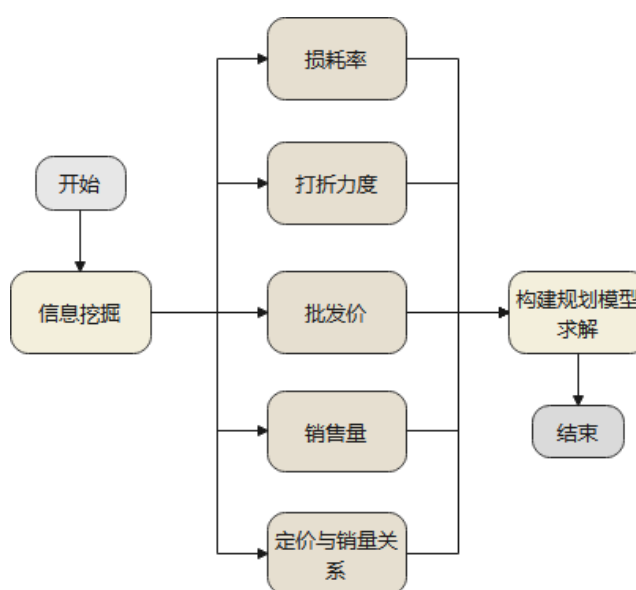 损耗率
开始
打折力度
信息挖掘
批发价
构建规划模型
求解
销售量
结束
定价与销量关
系